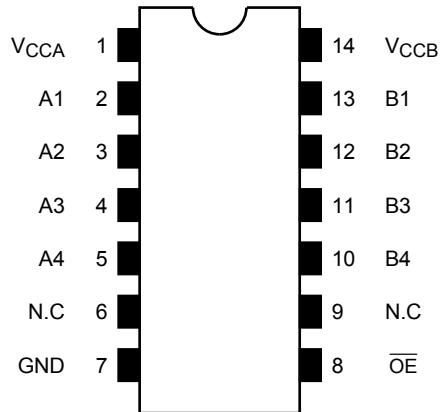 VCCA 1 14 VCCB
A1 2 13 B1
A2 3 12 B2
A3 4 11 B3
A4 5 10 B4
N.C 6 9 N.C
GND 7 8 O̅E̅